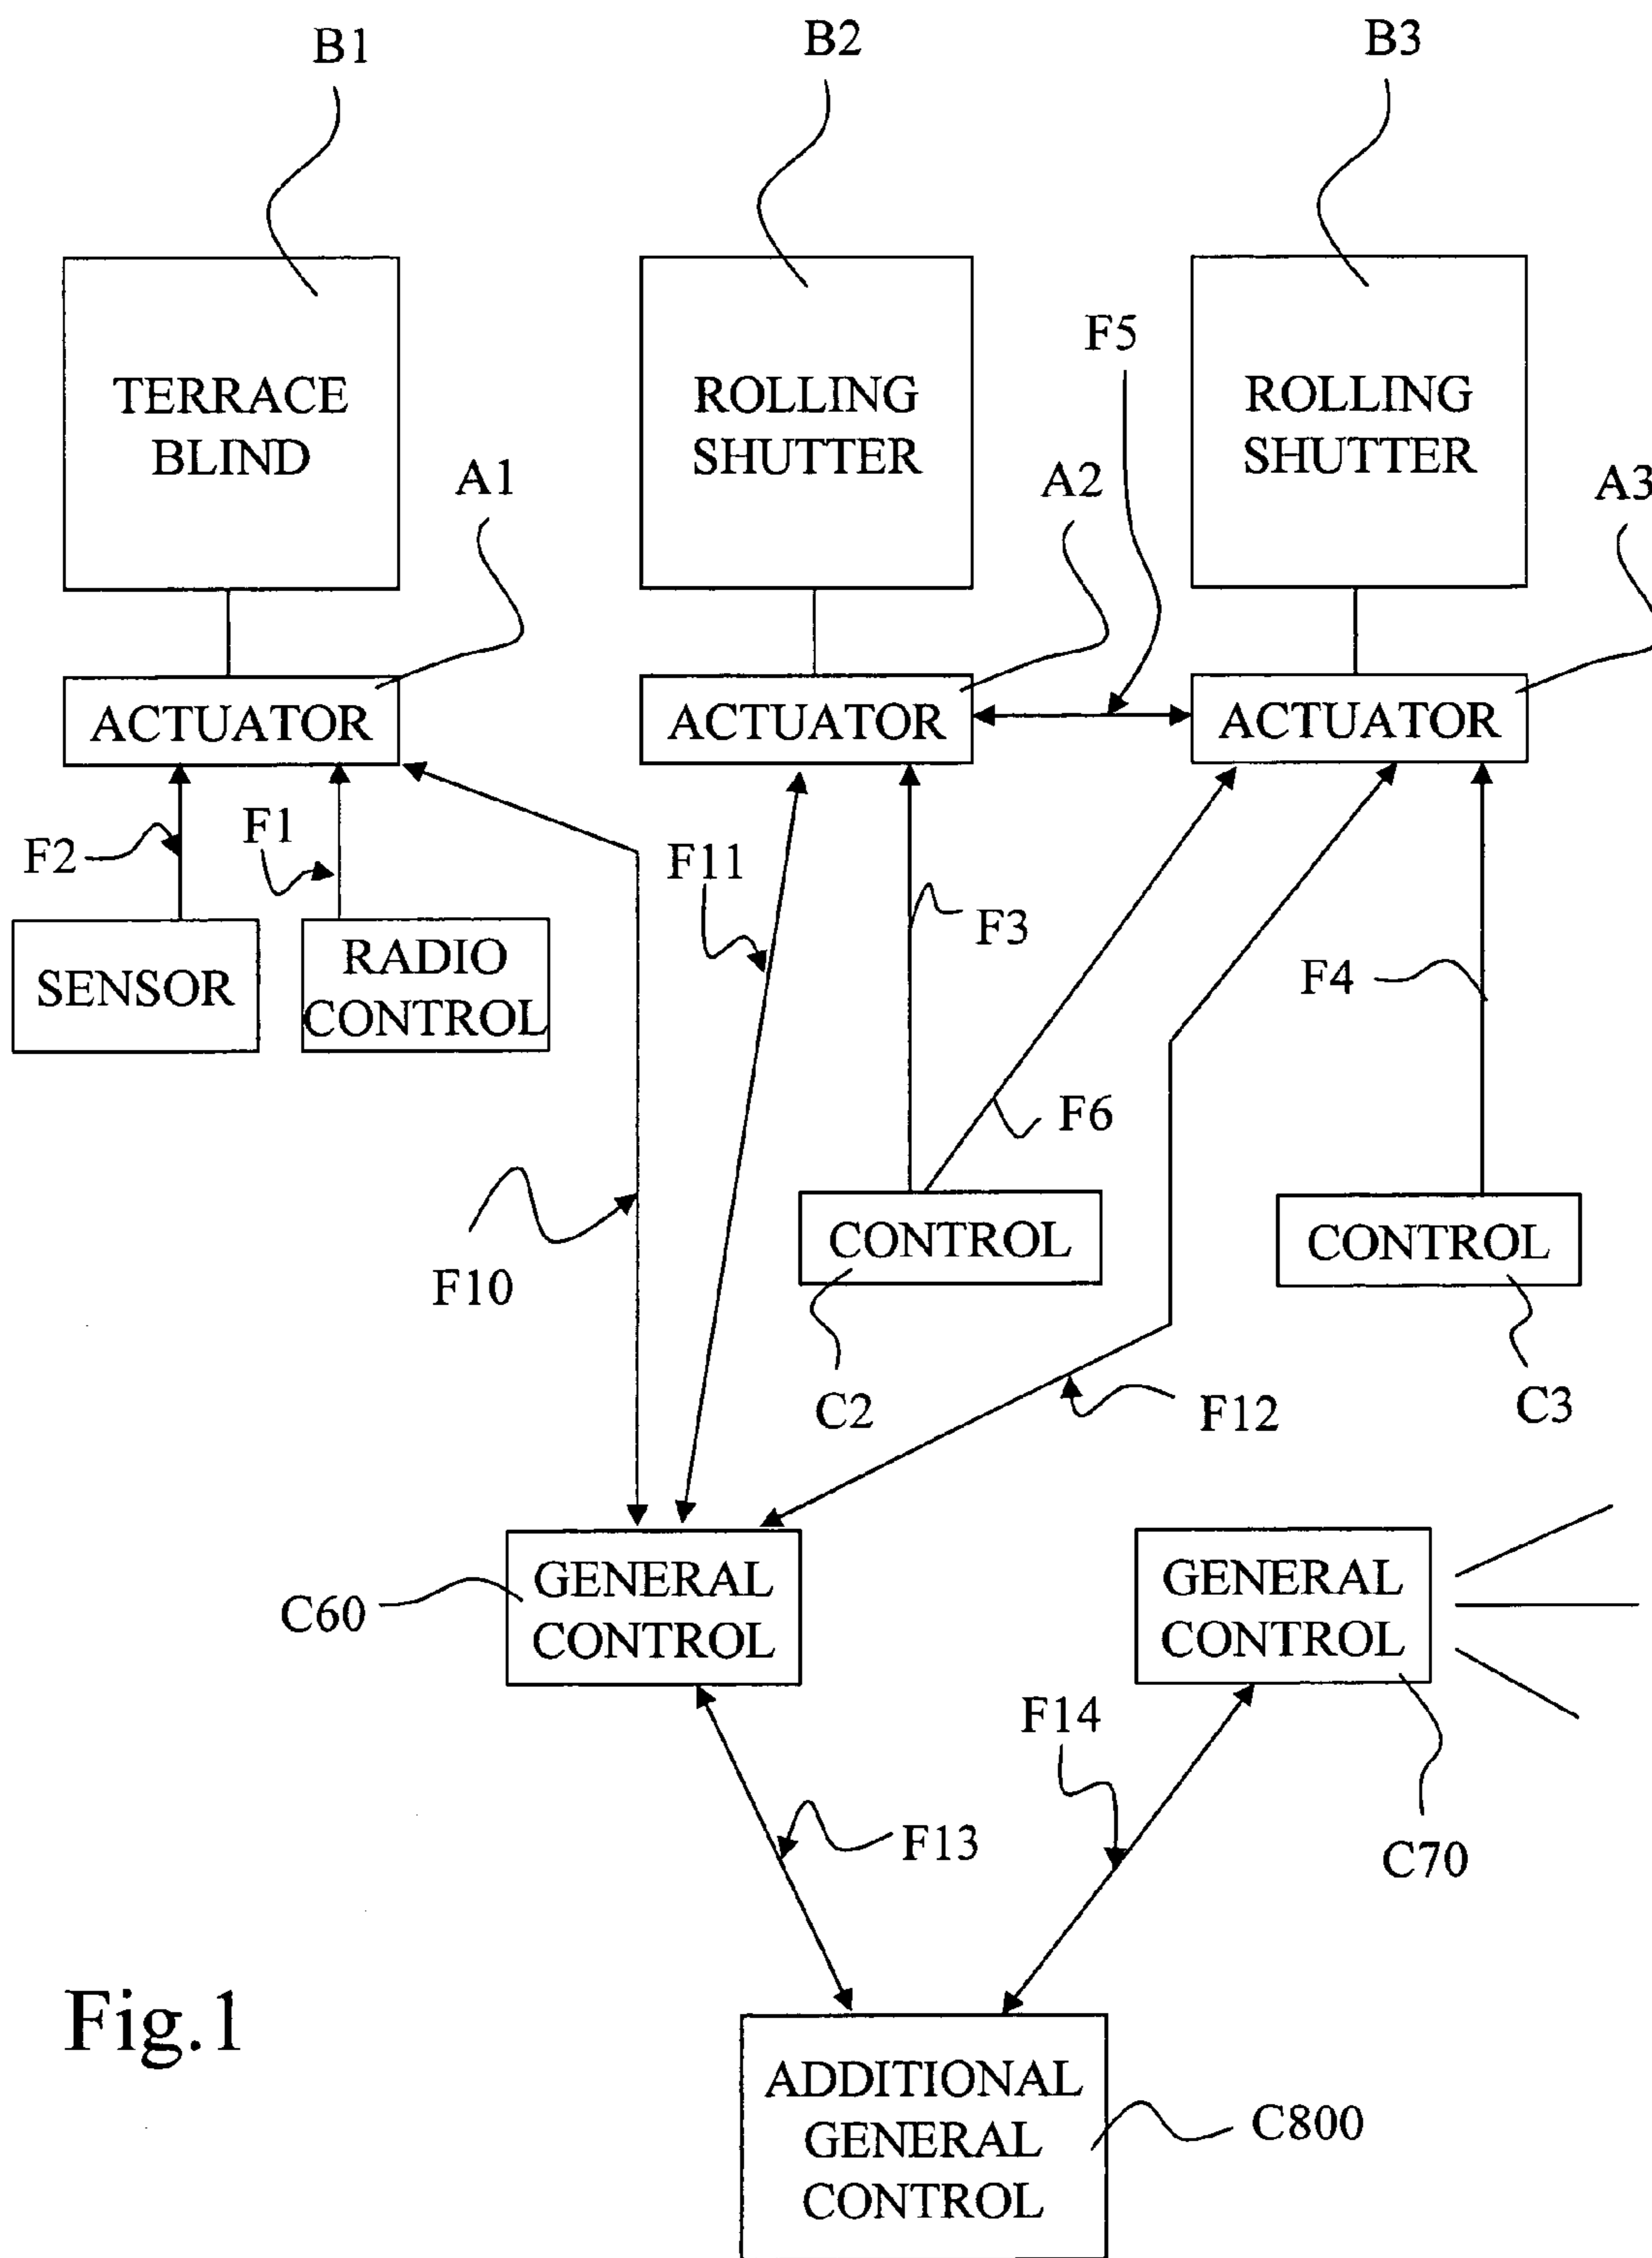 B1
B2
B3
TERRACE
BLIND
ROLLING
SHUTTER
ROLLING
SHUTTER
F5
A1
A2
A3
ACTUATOR
ACTUATOR
ACTUATOR
F2
F1
F11
F3
F4
SENSOR
RADIO
CONTROL
F6
F10
CONTROL
CONTROL
C2
F12
C3
C60
GENERAL
CONTROL
GENERAL
CONTROL
F14
F13
C70
Fig.1
ADDITIONAL
GENERAL
CONTROL
C800